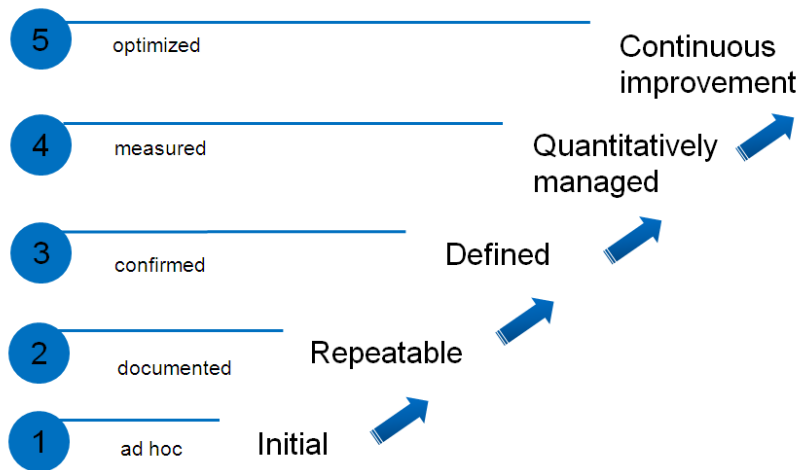 5
optimized
Continuous
improvement
4
measured
Quantitatively
managed
3
confirmed
Defined
2
documented
Repeatable
1
ad hoc
Initial